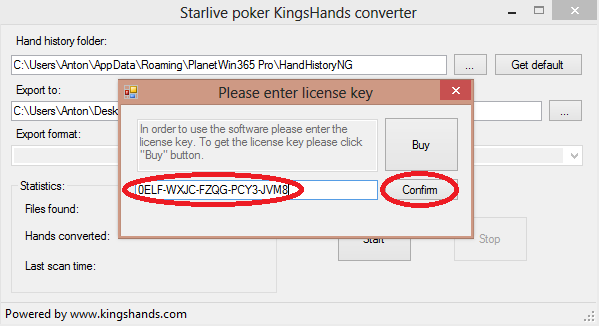 Starlive poker KingsHands converter
Hand history folder:
C:\Users\Anton\AppData\Roaming\PlanetWin365 Pro\HandHistoryNG
...
Get default
Export to:
C:\Users\Anton\Desk
...
Export format:
Please enter license key
In order to use the software please enter the
license key. To get the license key please click
"Buy" button.
Buy
0ELF-WXJC-FZQG-PCY3-JVM8
Confirm
Statistics:
Files found:
Hands converted:
Last scan time:
Start
Stop
Powered by www.kingshands.com